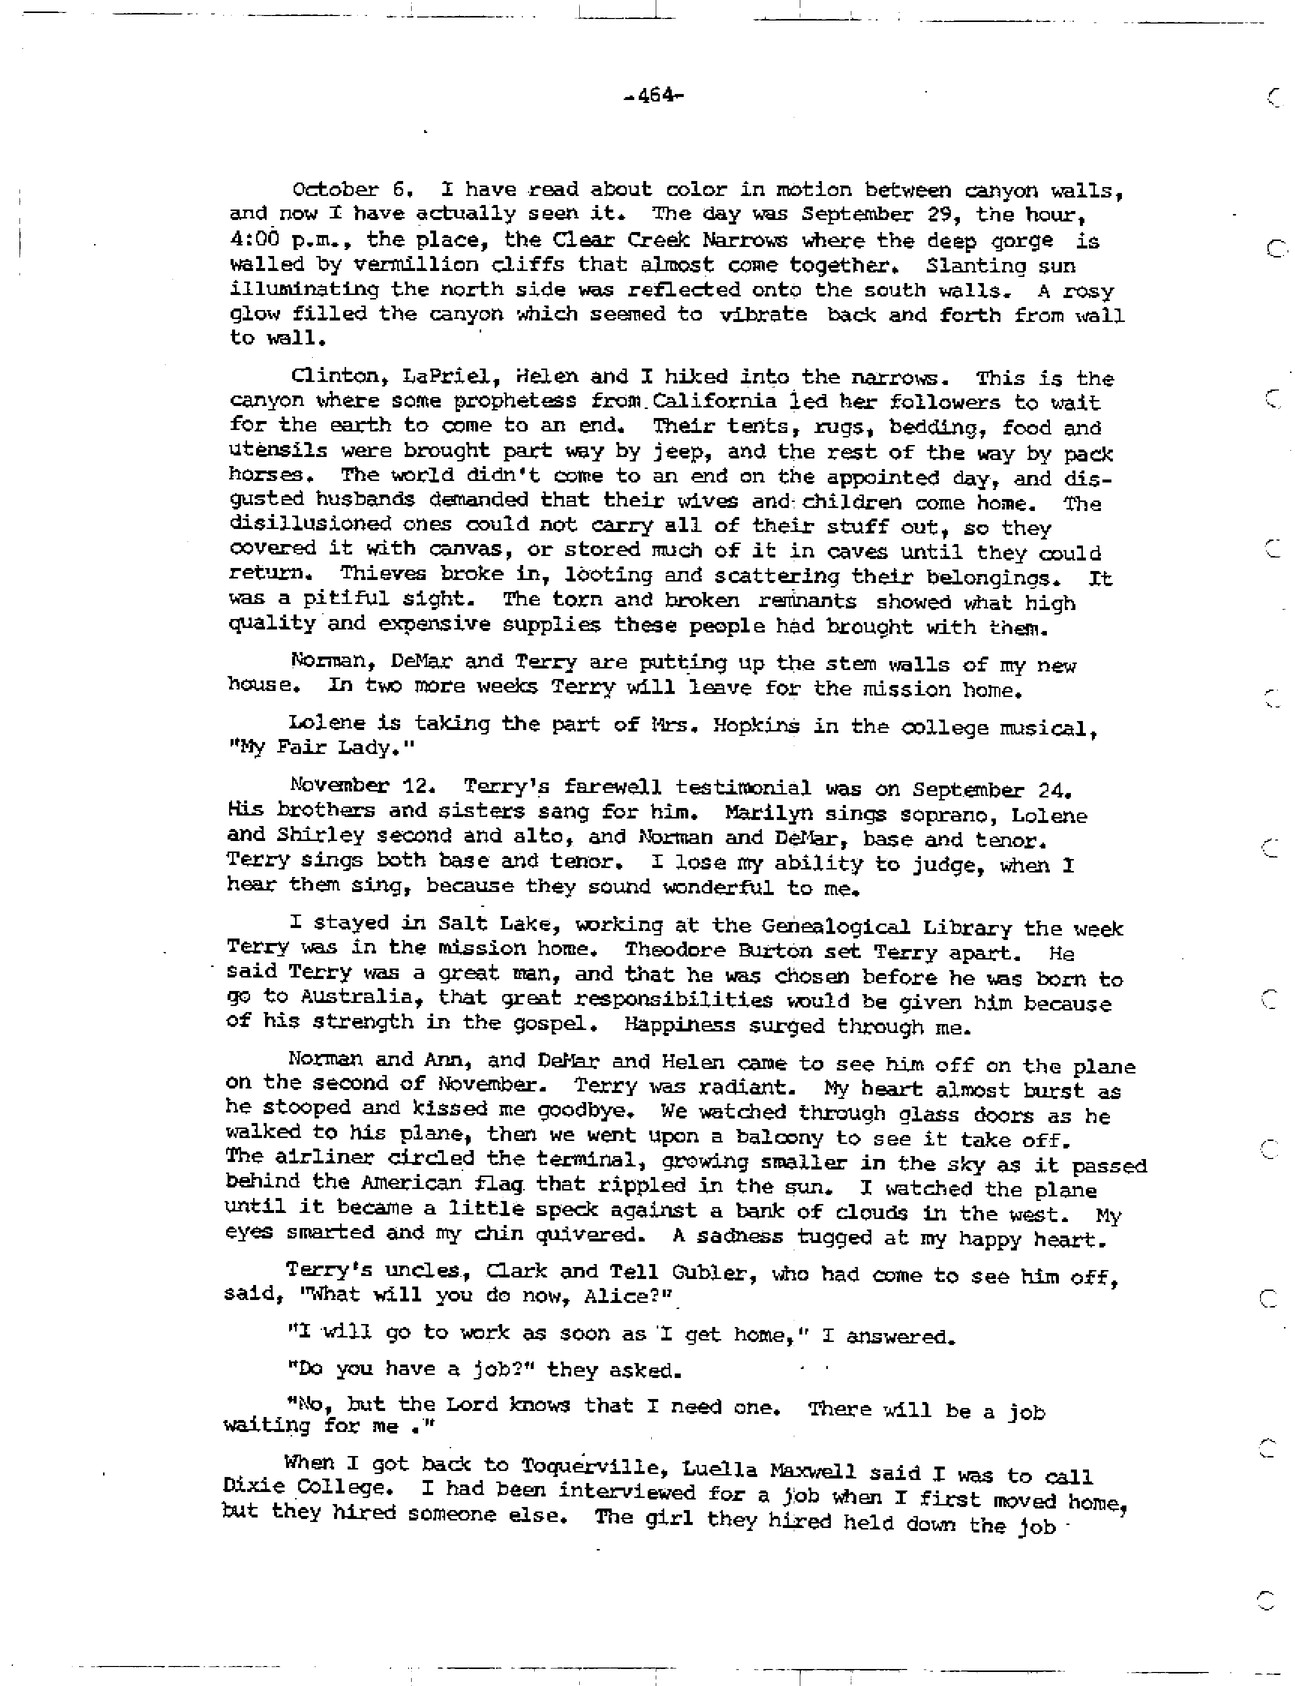 -464-
October 6. I have read about color in motion between canyon walls,
and now I have actually seen it. The day was September 29, the hour,
4:00 p.m., the place, the Clear Creek Narrows where the deep gorge is
walled by vermillion cliffs that almost come together. Slanting sun
illuminating the north side was reflected onto the south walls. A rosy
glow filled the canyon which seemed to vibrate back and forth from wall
to wall.
Clinton, LaPriel, Helen and I hiked into the narrows. This is the
canyon where some prophetess from California led her followers to wait
for the earth to come to an end. Their tents, rugs, bedding, food and
utensils were brought part way by jeep, and the rest of the way by pack
horses. The world didn't come to an end on the appointed day, and dis-
gusted husbands demanded that their wives and children come home. The
disillusioned ones could not carry all of their stuff out, so they
covered it with canvas, or stored much of it in caves until they could
return. Thieves broke in, looting and scattering their belongings. It
was a pitiful sight. The torn and broken remnants showed what high
quality and expensive supplies these people had brought with them.
Norman, DeMar and Terry are putting up the stem walls of my new
house. In two more weeks Terry will leave for the mission home.
Lolene is taking the part of Mrs. Hopkins in the college musical,
"My Fair Lady."
November 12. Terry's farewell testimonial was on September 24.
His brothers and sisters sang for him. Marilyn sings soprano, Lolene
and Shirley second and alto, and Norman and DeMar, base and tenor.
Terry sings both base and tenor. I lose my ability to judge, when I
hear them sing, because they sound wonderful to me.
I stayed in Salt Lake, working at the Genealogical Library the week
Terry was in the mission home. Theodore Burton set Terry apart. He
said Terry was a great man, and that he was chosen before he was born to
go to Australia, that great responsibilities would be given him because
of his strength in the gospel. Happiness surged through me.
Norman and Ann, and DeMar and Helen came to see him off on the plane
on the second of November. Terry was radiant. My heart almost burst as
he stooped and kissed me goodbye. We watched through glass doors as he
walked to his plane, then we went upon a balcony to see it take off.
The airliner circled the terminal, growing smaller in the sky as it passed
behind the American flag that rippled in the sun. I watched the plane
until it became a little speck against a bank of clouds in the west. My
eyes smarted and my chin quivered. A sadness tugged at my happy heart.
Terry's uncles, Clark and Tell Gubler, who had come to see him off,
said, "What will you do now, Alice?"
"I will go to work as soon as I get home," I answered.
"Do you have a job?" they asked.
"No, but the Lord knows that I need one. There will be a job
waiting for me ."
When I got back to Toquerville, Luella Maxwell said I was to call
Dixie College. I had been interviewed for a job when I first moved home,
but they hired someone else. The girl they hired held down the job